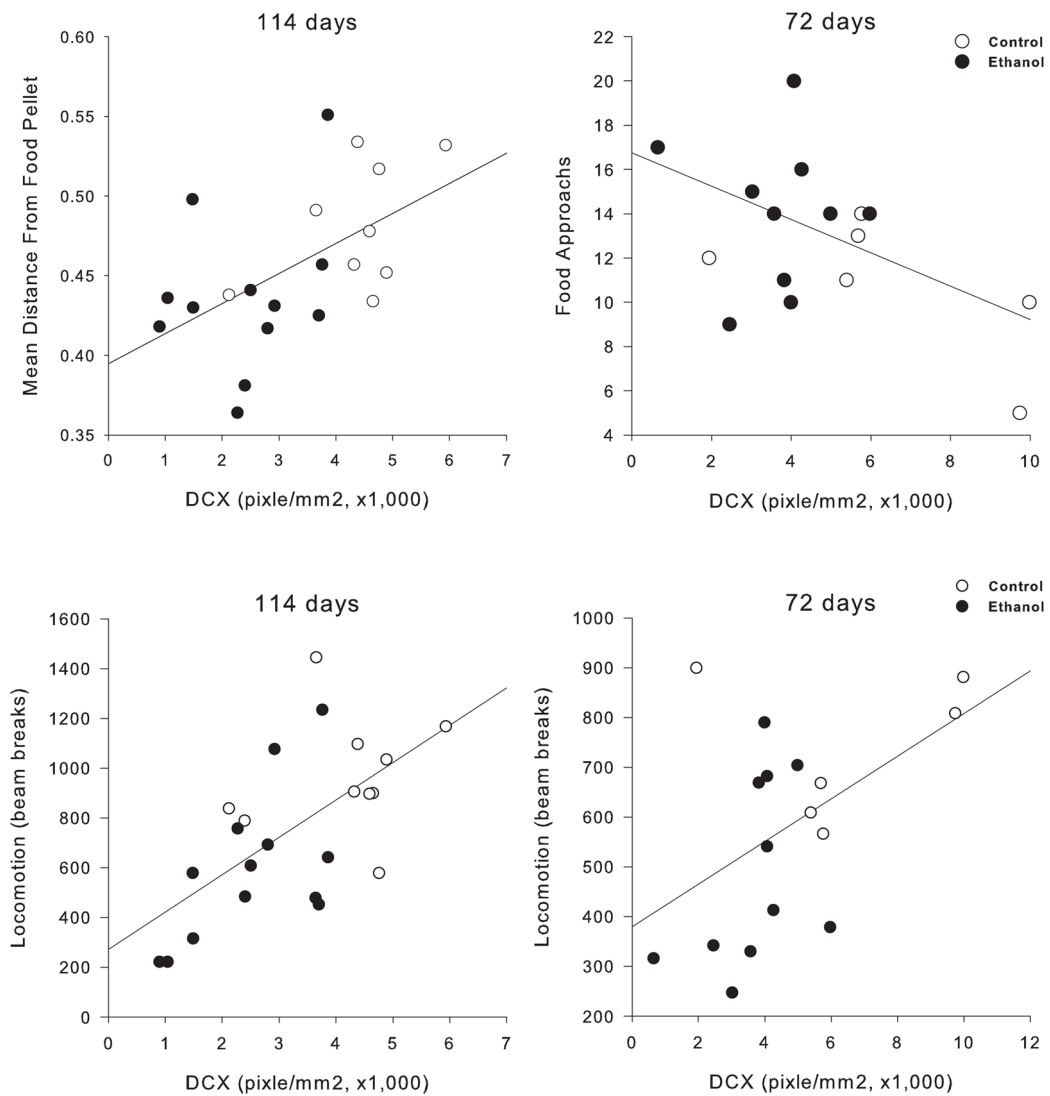 114 days
Mean Distance From Food Pellet
0.60
0.55
0.50
0.45
0.40
0.35
0 1 2 3 4 5 6 7
DCX (pixle/mm2, x1,000)
72 days
Control
Ethanol
Food Approachs
22
20
18
16
14
12
10
8
6
4
0 2 4 6 8 10
DCX (pixle/mm2, x1,000)
114 days
Locomotion (beam breaks)
1600
1400
1200
1000
800
600
400
200
0
0 1 2 3 4 5 6 7
DCX (pixle/mm2, x1,000)
72 days
Control
Ethanol
Locomotion (beam breaks)
1000
900
800
700
600
500
400
300
200
0 2 4 6 8 10 12
DCX (pixle/mm2, x1,000)